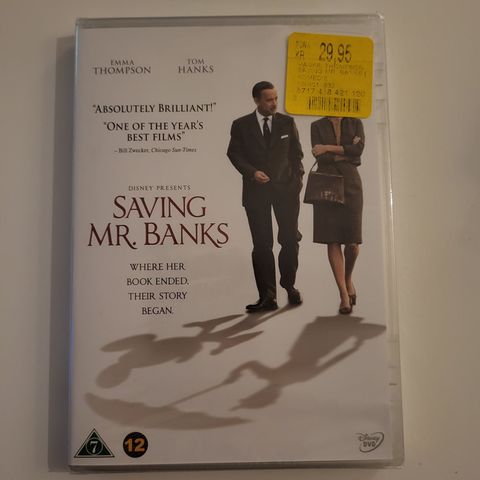 EMMA
THOMPSON
TOM
HANKS
KR 29,95
"ABSOLUTELY BRILLIANT!"
"ONE OF THE YEAR'S
BEST FILMS"
– Bill Zwecker, Chicago Sun-Times
DISNEY PRESENTS
SAVING
MR. BANKS
WHERE HER
BOOK ENDED,
THEIR STORY
BEGAN.
7
12
Disney
DVD